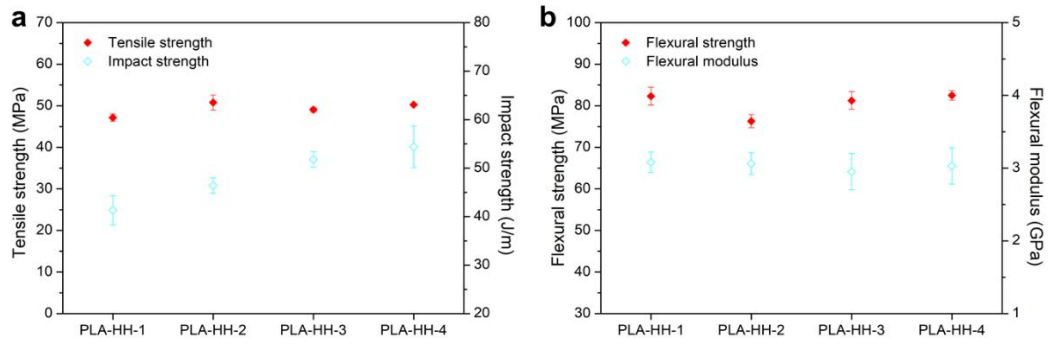 a
Tensile strength
Impact strength
Tensile strength (MPa)
70
60
50
40
30
20
10
0
Impact strength (J/m)
80
70
60
50
40
30
20
PLA-HH-1 PLA-HH-2 PLA-HH-3 PLA-HH-4
b
Flexural strength
Flexural modulus
Flexural strength (MPa)
100
90
80
70
60
50
40
30
Flexural modulus (GPa)
5
4
3
2
1
PLA-HH-1 PLA-HH-2 PLA-HH-3 PLA-HH-4